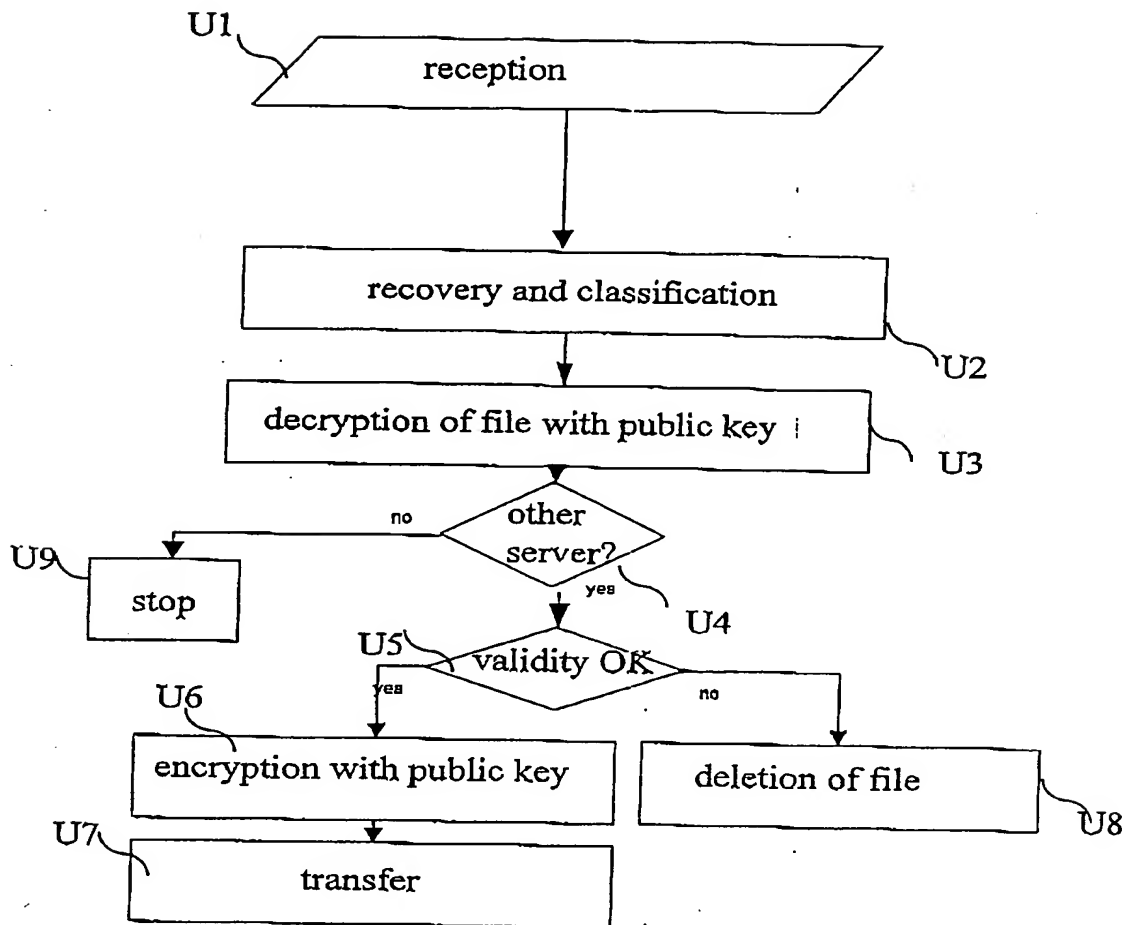 U1
reception
recovery and classification
U2
decryption of file with public key
U3
no
other
server?
yes
U9
stop
U4
U5
validity OK
yes
no
U6
encryption with public key
deletion of file
U8
U7
transfer